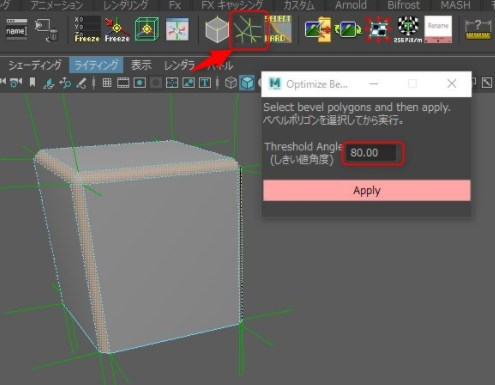 アニメーション レンダリング Fx FX キャッシング カスタム Arnold Bifrost MASH
name]
X 0
Y 0
Z 0
Freeze
Freeze
SELECT
HARD
256Pi/M
Rename
シェーディング ライティング 表示 レンダラ パネル
M Optimize Be...
Select bevel polygons and then apply.
ベベルポリゴンを選択してから実行。
Threshold Angle 80.00
(しきい値角度)
Apply